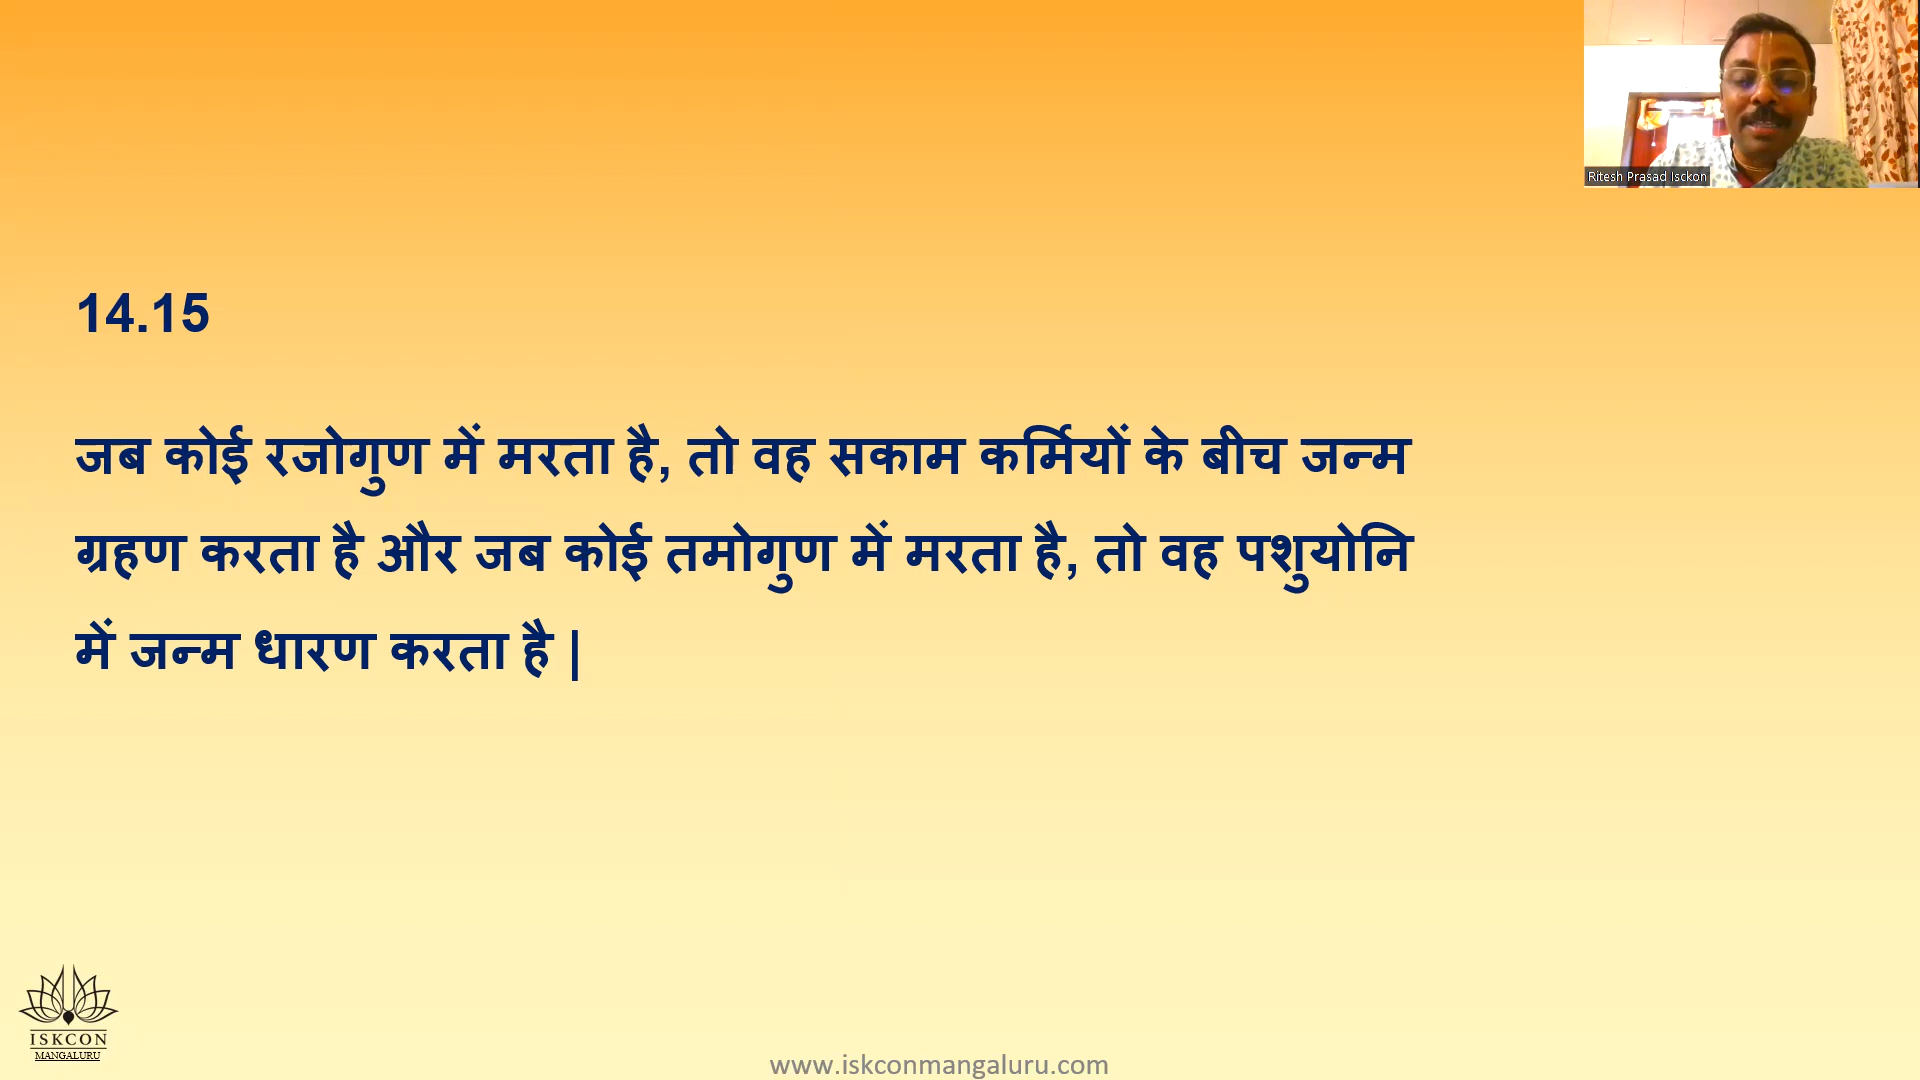 Ritesh Prasad Isckon
14.15
जब कोई रजोगुण में मरता है, तो वह सकाम कर्मियों के बीच जन्म
ग्रहण करता है और जब कोई तमोगुण में मरता है, तो वह पशुयोनि
में जन्म धारण करता है |
ISKCON
MANGALURU
www.iskconmangaluru.com